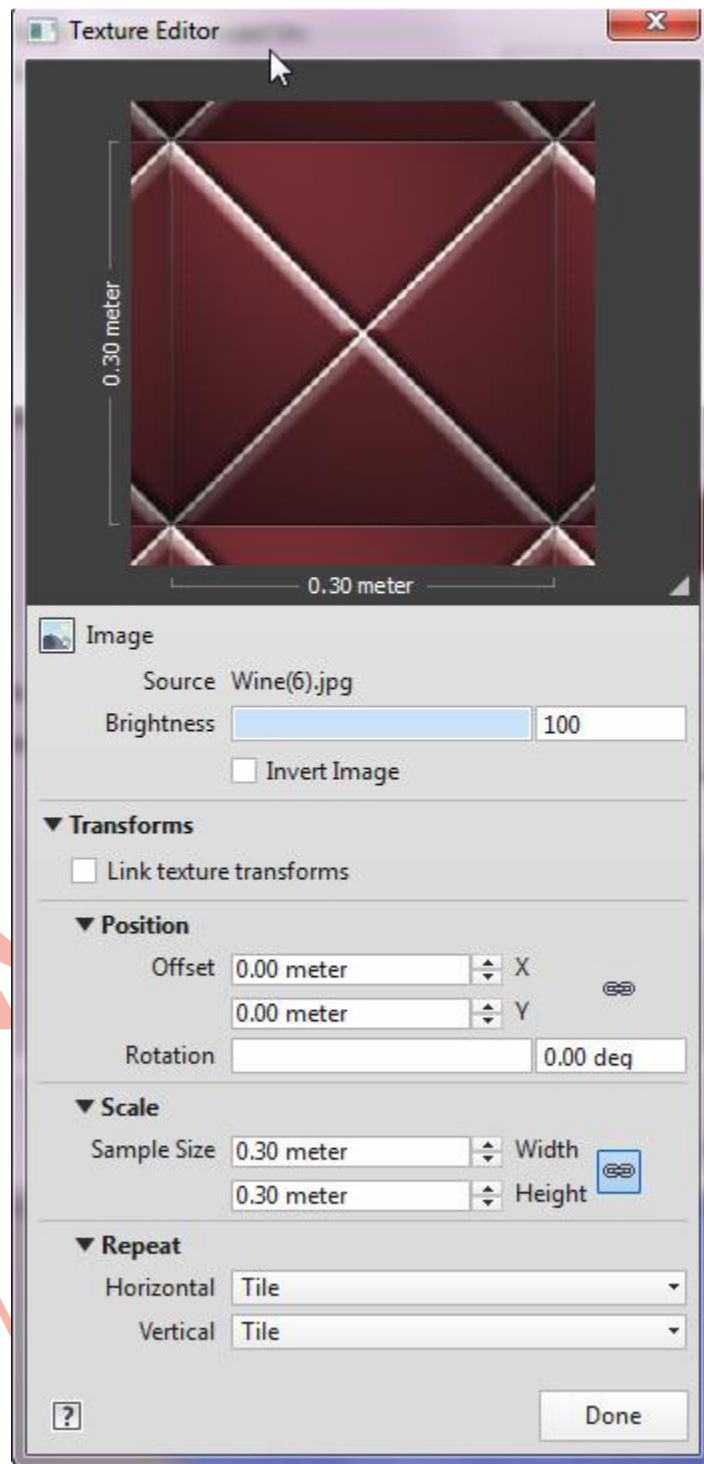 Texture Editor
0.30 meter
0.30 meter
Image
Source Wine(6).jpg
Brightness 100
Invert Image
Transforms
Link texture transforms
Position
Offset 0.00 meter X
0.00 meter Y
Rotation 0.00 deg
Scale
Sample Size 0.30 meter Width
0.30 meter Height
Repeat
Horizontal Tile
Vertical Tile
? Done